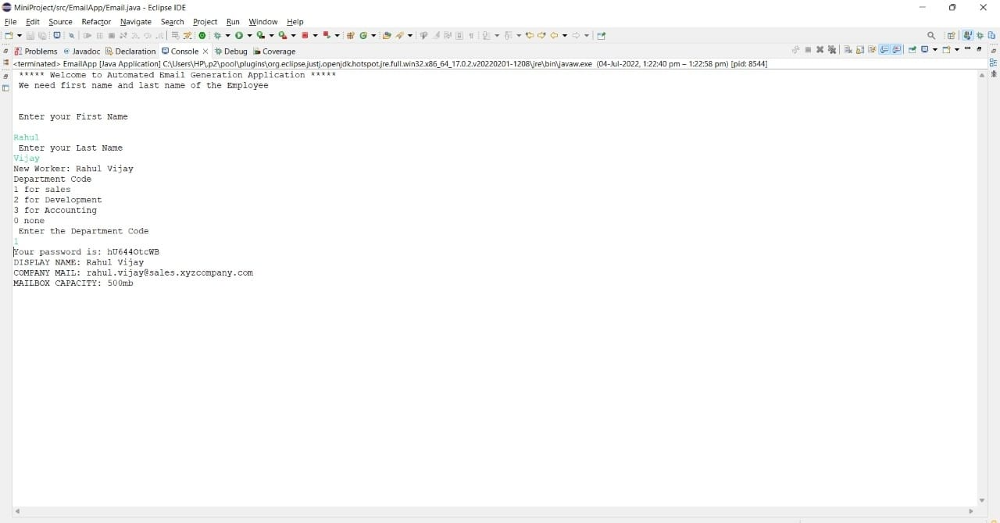 MiniProject/src/EmailApp/Email.java - Eclipse IDE
File Edit Source Refactor Navigate Search Project Run Window Help
Problems @ Javadoc Declaration Console Debug Coverage
<terminated> EmailApp [Java Application] C:\Users\HP\.p2\pool\plugins\org.eclipse.justj.openjdk.hotspot.jre.full.win32.x86_64_17.0.2.v20220201-1208\jre\bin\javaw.exe (04-Jul-2022, 1:22:40 pm – 1:22:58 pm) [pid: 8544]
***** Welcome to Automated Email Generation Application *****
We need first name and last name of the Employee
Enter your First Name
Rahul
Enter your Last Name
Vijay
New Worker: Rahul Vijay
Department Code
1 for sales
2 for Development
3 for Accounting
0 none
Enter the Department Code
1
Your password is: hU644OtcWB
DISPLAY NAME: Rahul Vijay
COMPANY MAIL: rahul.vijay@sales.xyzcompany.com
MAILBOX CAPACITY: 500mb